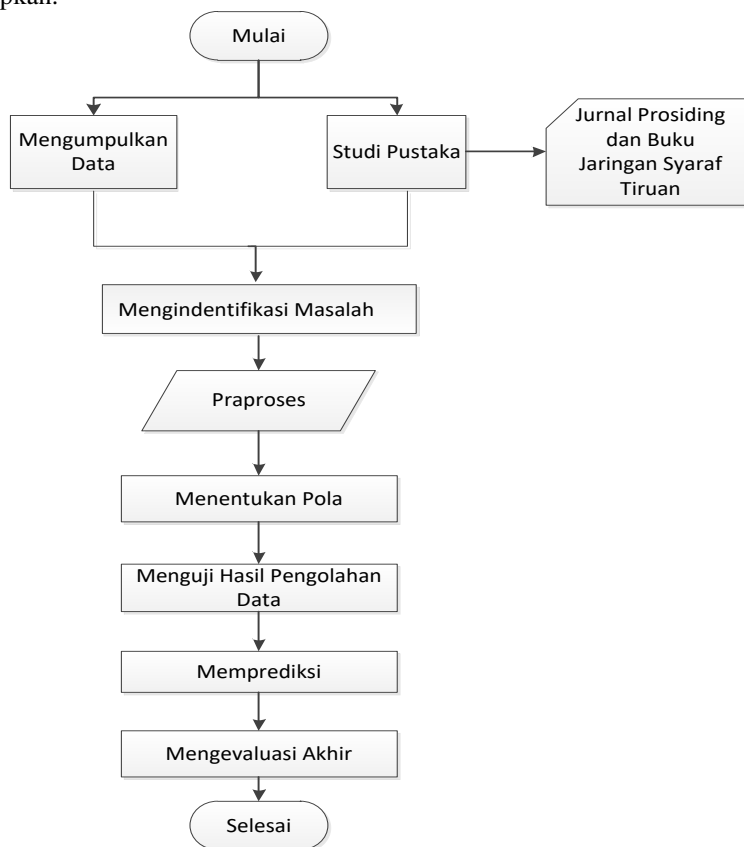 Mulai
Mengumpulkan
Data
Studi Pustaka
Jurnal Prosiding
dan Buku
Jaringan Syaraf
Tiruan
Mengindentifikasi Masalah
Praproses
Menentukan Pola
Menguji Hasil Pengolahan
Data
Memprediksi
Mengevaluasi Akhir
Selesai